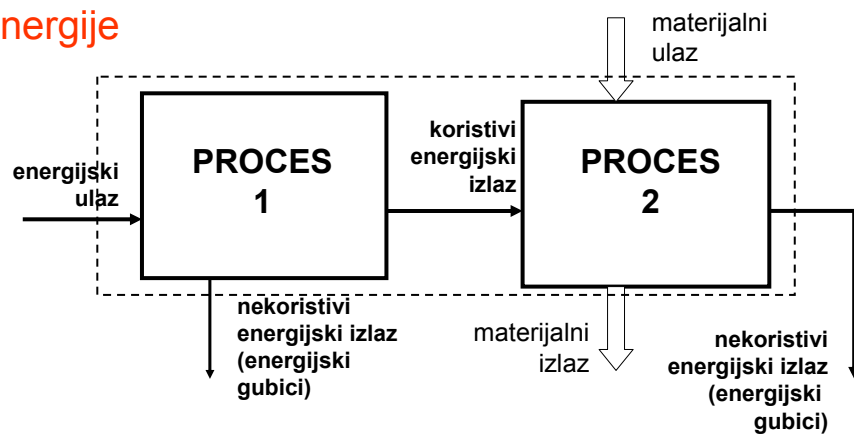 nergije
materijalni
ulaz
energijski
ulaz
PROCES
1
koristivi
energijski
izlaz
PROCES
2
nekoristivi
energijski izlaz
(energijski
gubici)
materijalni
izlaz
nekoristivi
energijski izlaz
(energijski
gubici)